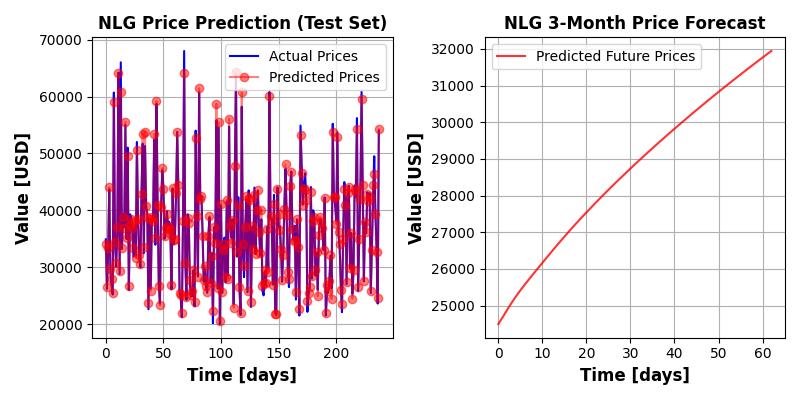 NLG Price Prediction (Test Set)
Actual Prices
Predicted Prices
70000
60000
50000
40000
30000
20000
Value [USD]
0 50 100 150 200
Time [days]
NLG 3-Month Price Forecast
Predicted Future Prices
32000
31000
30000
29000
28000
27000
26000
25000
Value [USD]
0 10 20 30 40 50 60
Time [days]